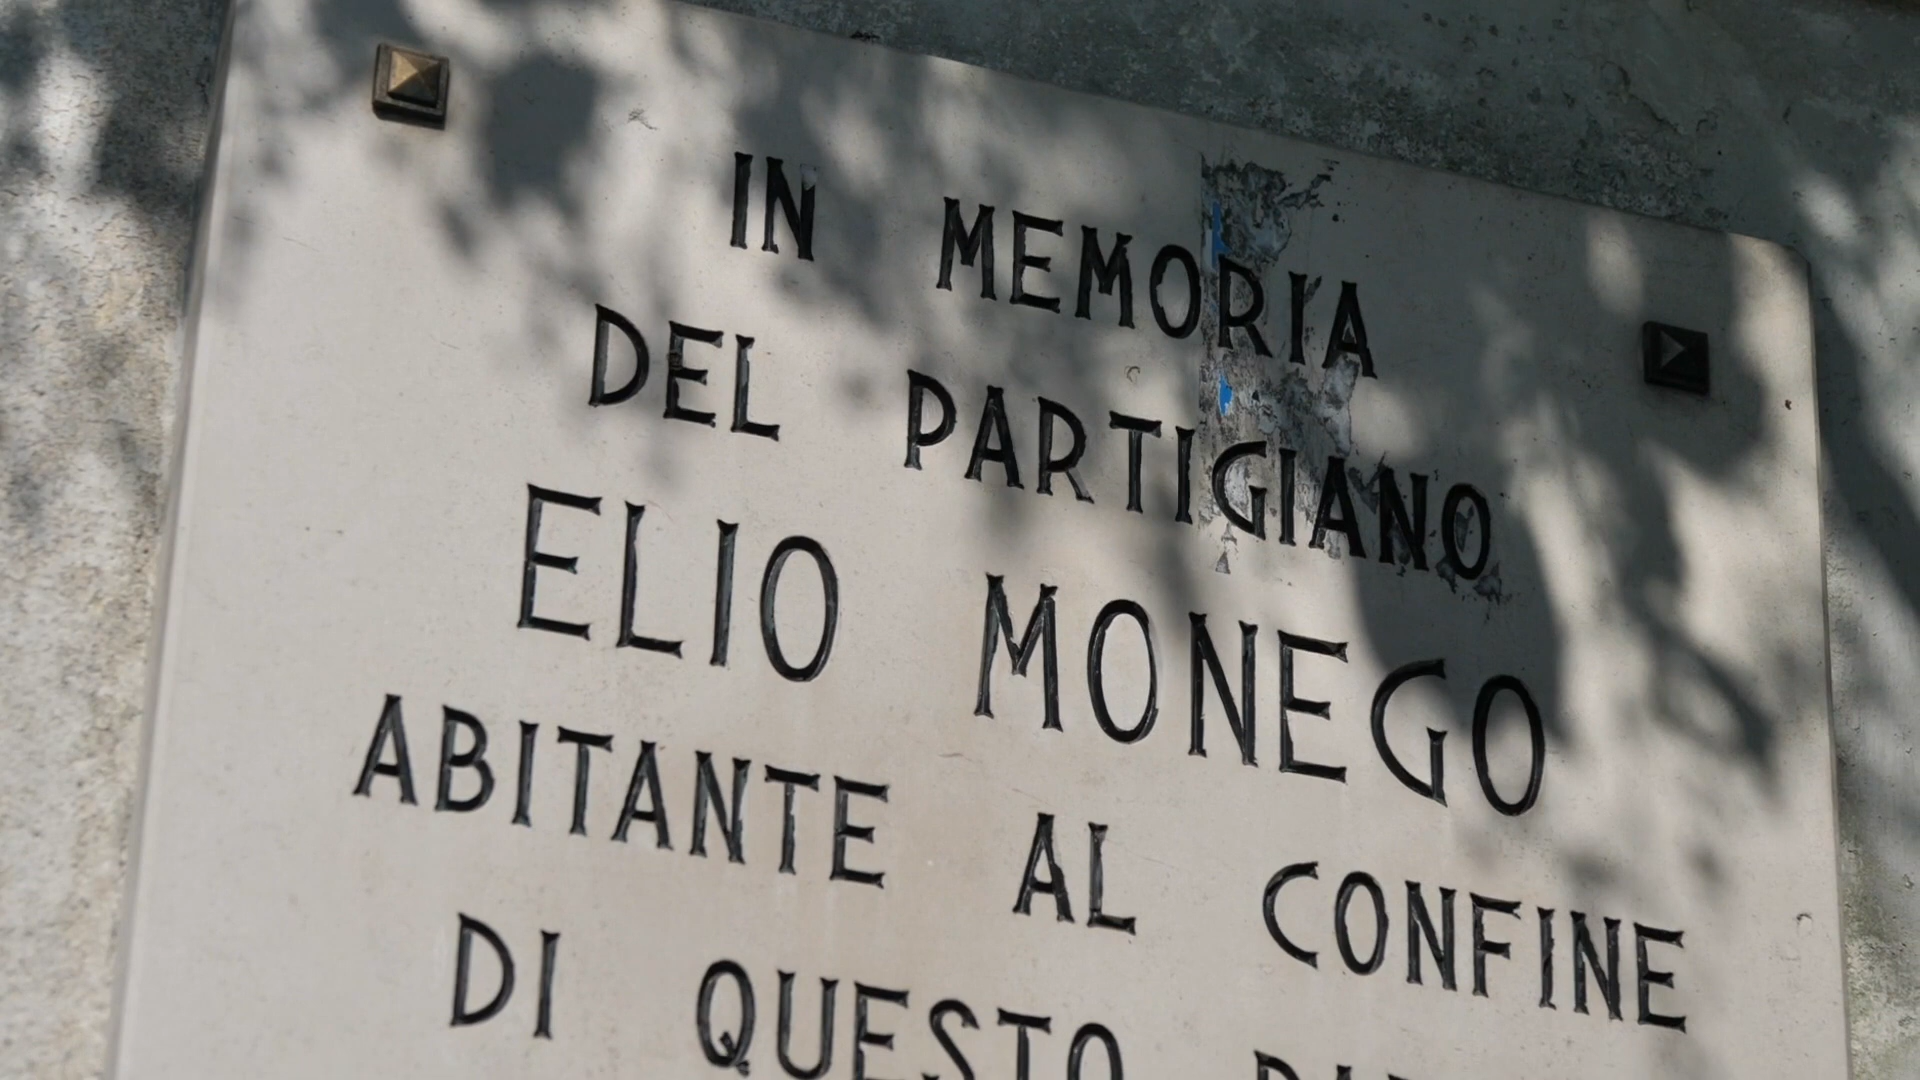 IN MEMORIA
DEL PARTIGIANO
ELIO MONEGO
ABITANTE AL CONFINE
DI QUESTO